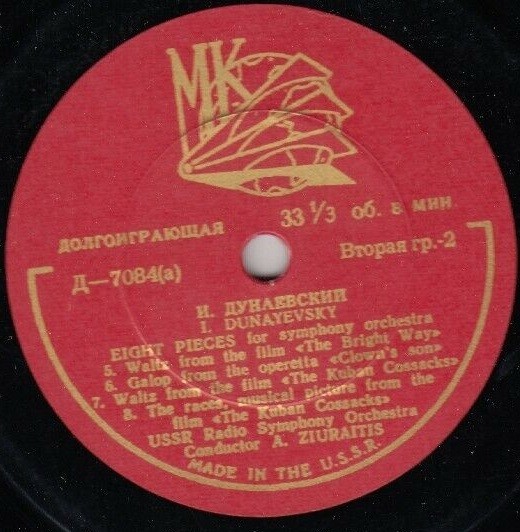 МК
ДОЛГОИГРАЮЩАЯ
33 1/3 об. в мин.
Д—7084(а)
Вторая гр.-2
И. ДУНАЕВСКИЙ
I. DUNAYEVSKY
EIGHT PIECES for symphony orchestra
5. Waltz from the film «The Bright Way»
6. Galop from the operetta «Clown's son»
7. Waltz from the film «The Kuban Cossacks»
8. The races, musical picture from the
film «The Kuban Cossacks»
USSR Radio Symphony Orchestra
Conductor A. ZIURAITIS
MADE IN THE U.S.S.R.